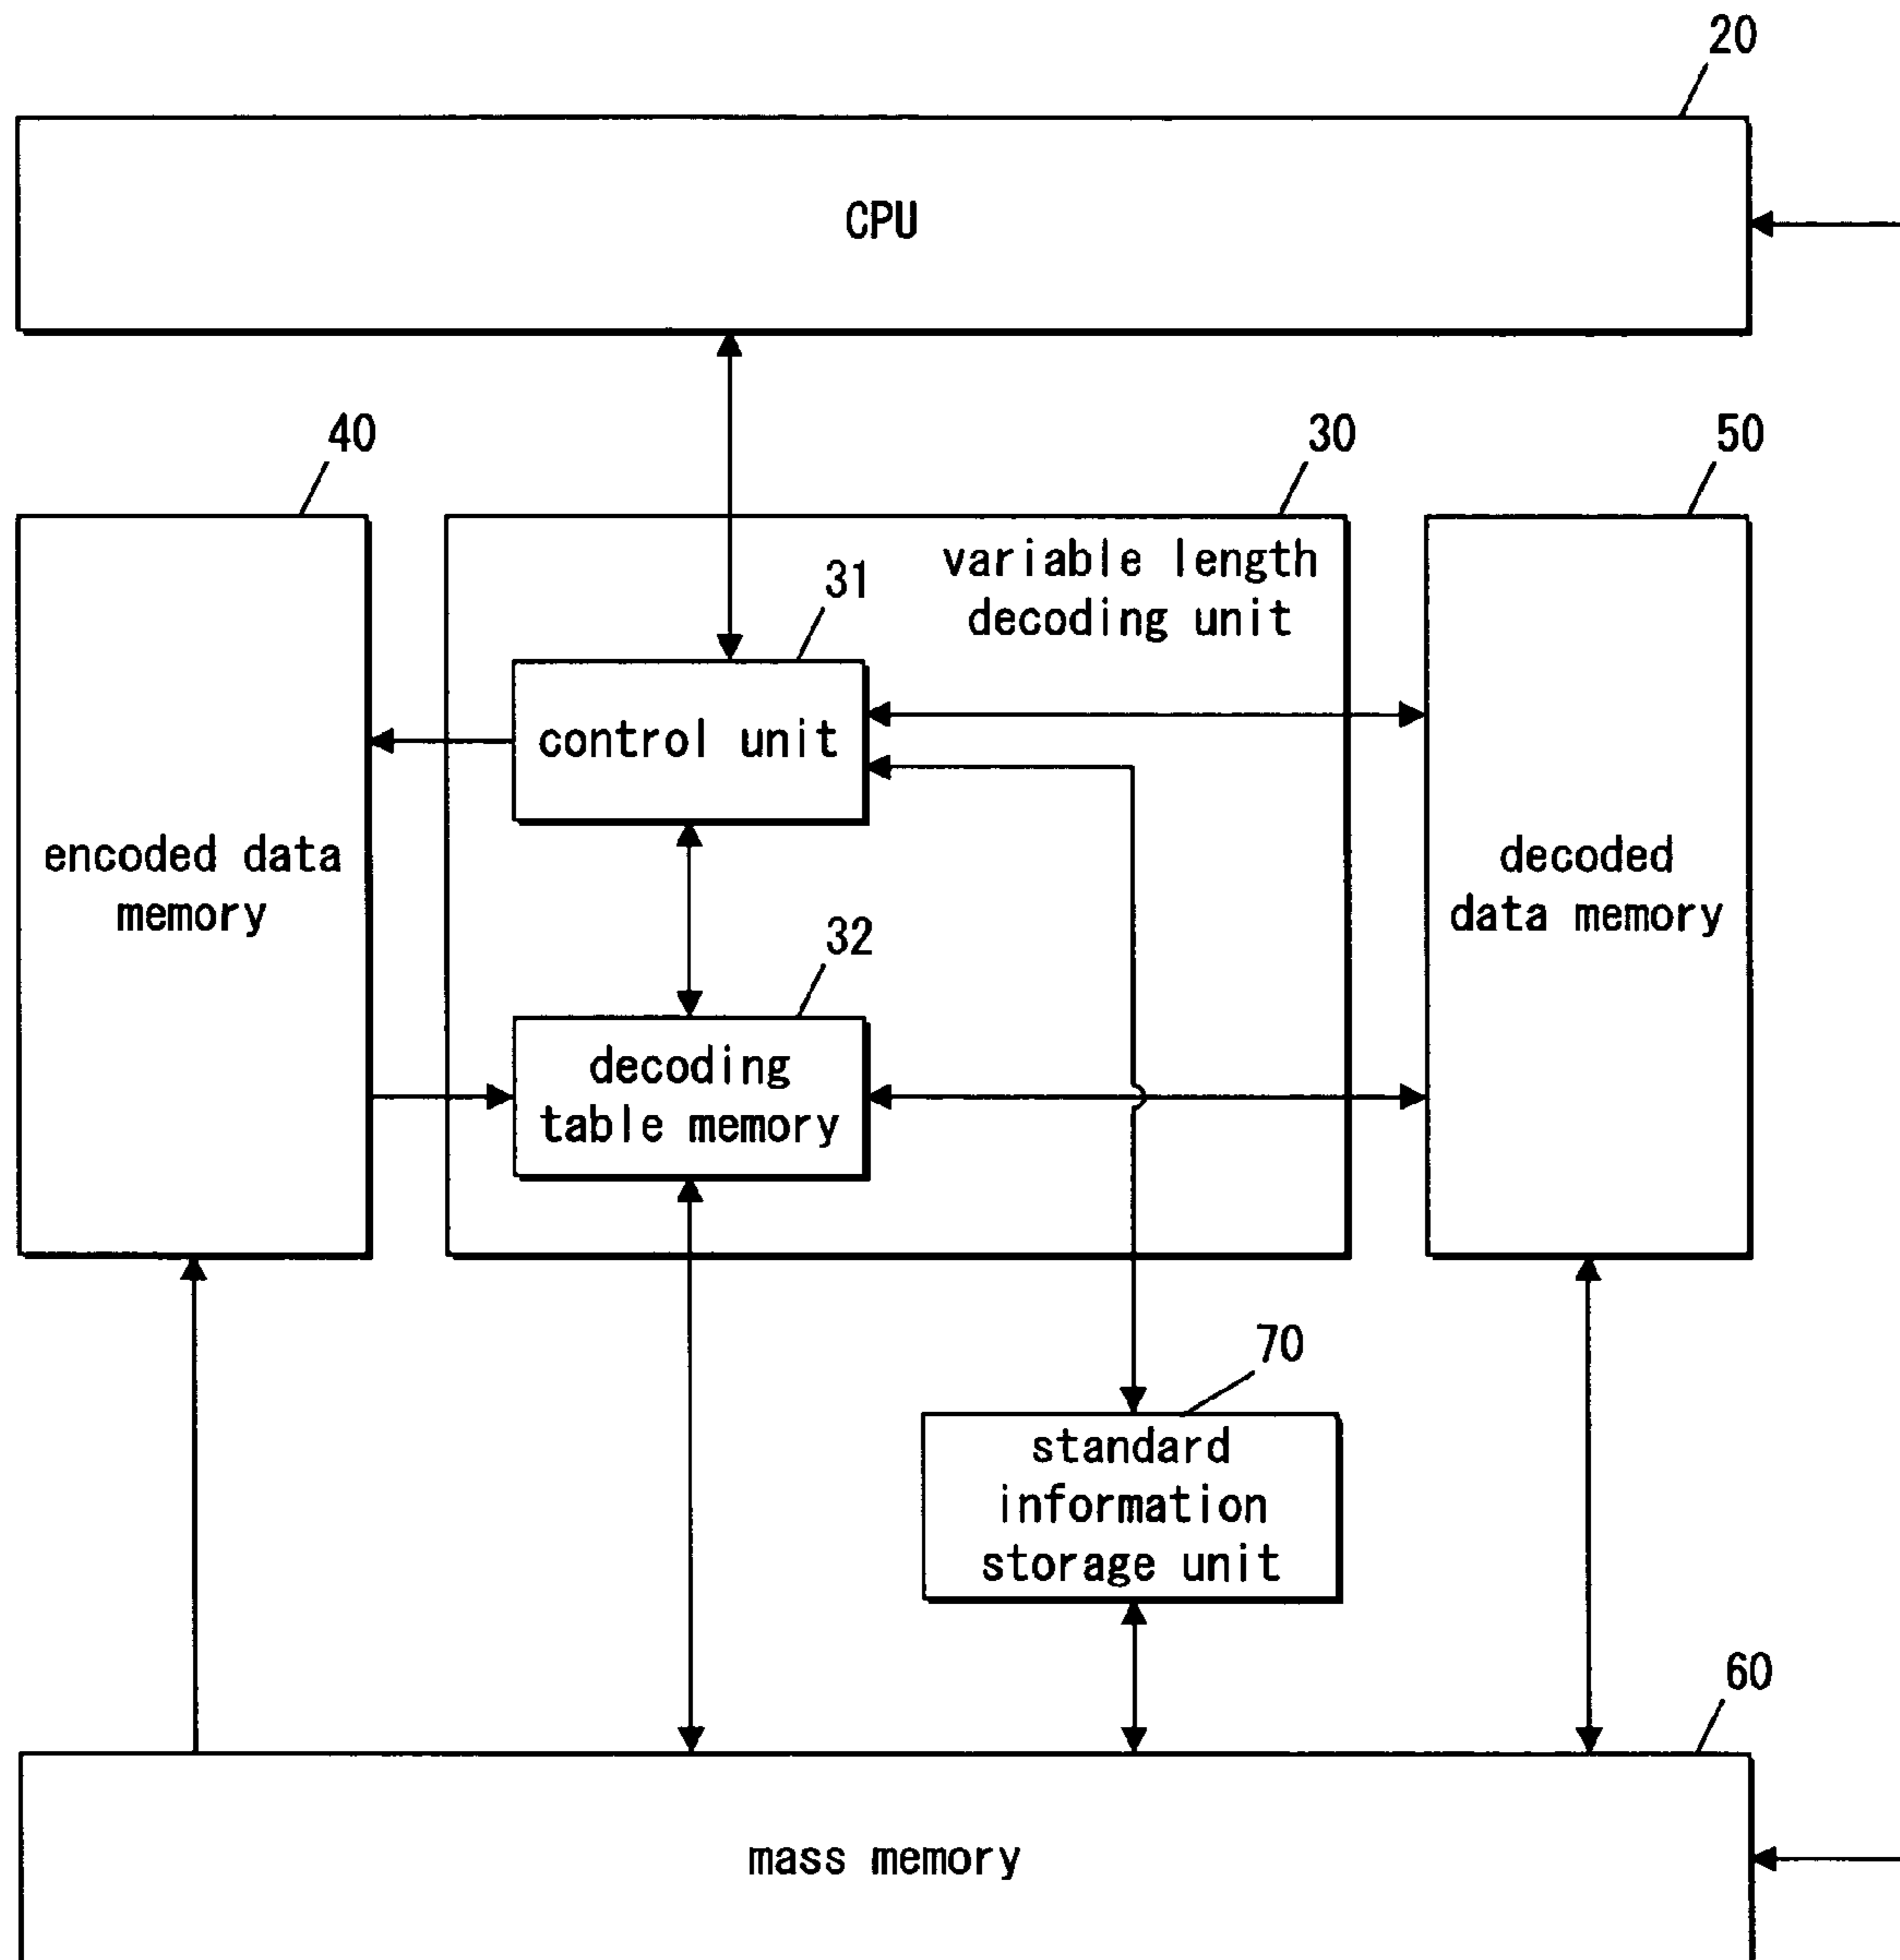 20
CPU
40
30
50
variable length
decoding unit
31
control unit
encoded data
memory
decoded
data memory
32
decoding
table memory
70
standard
information
storage unit
60
mass memory